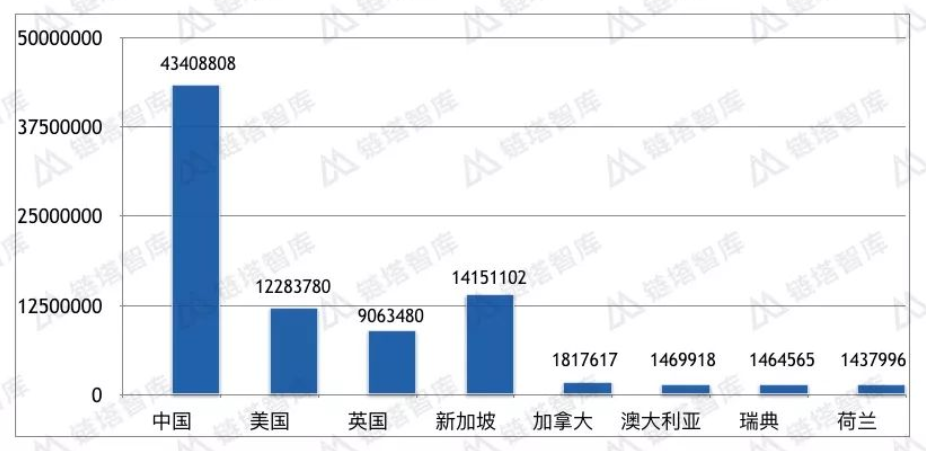 50000000
43408808
37500000
25000000
14151102
12283780
12500000
9063480
1817617
1469918
1464565
1437996
0
中国
美国
英国
新加坡
加拿大
澳大利亚
瑞典
荷兰
链塔智库